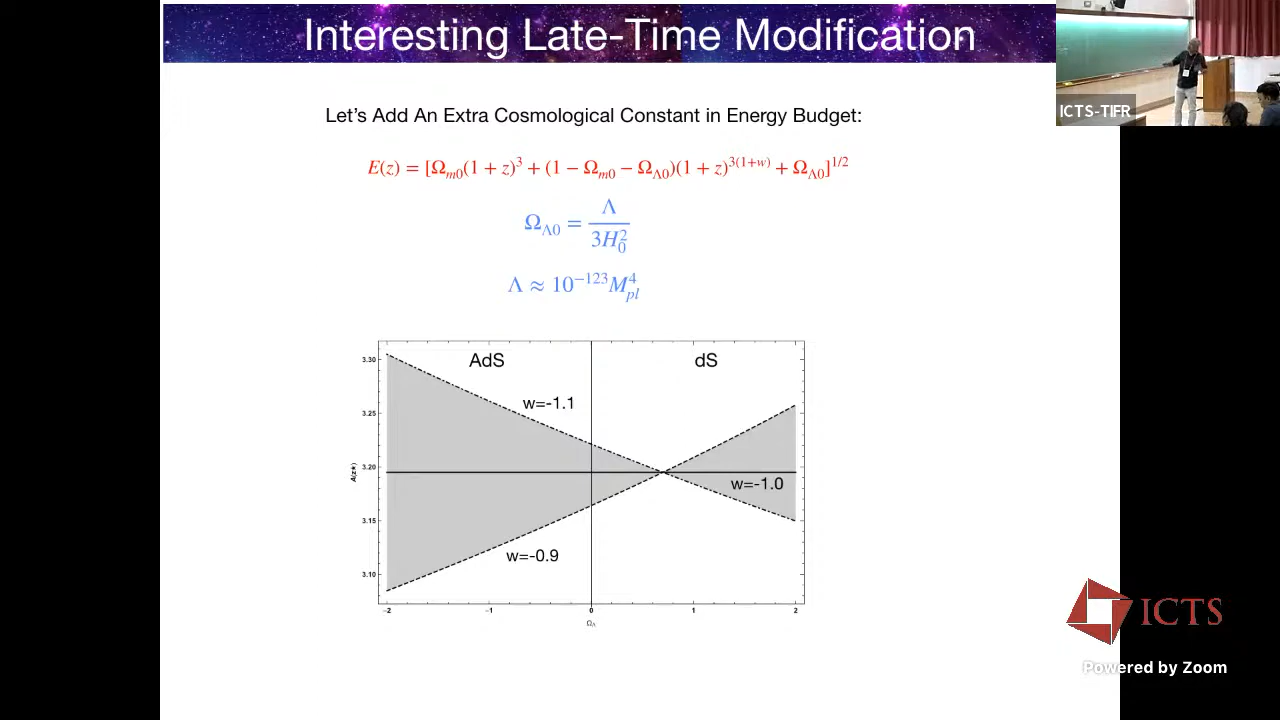 Interesting Late-Time Modification
ICTS-TIFR
Let's Add An Extra Cosmological Constant in Energy Budget:
E(z) = [Ω_{m0}(1 + z)^3 + (1 − Ω_{m0} − Ω_{Λ0})(1 + z)^{3(1+w)} + Ω_{Λ0}]^{1/2}
Ω_{Λ0} = Λ / 3H_0^2
Λ ≈ 10^{−123} M_{pl}^4
AdS
dS
w=-1.1
w=-1.0
w=-0.9
3.30
3.25
3.20
3.15
3.10
A(z*)
−2
−1
0
1
2
Ω_Λ
ICTS
Powered by Zoom